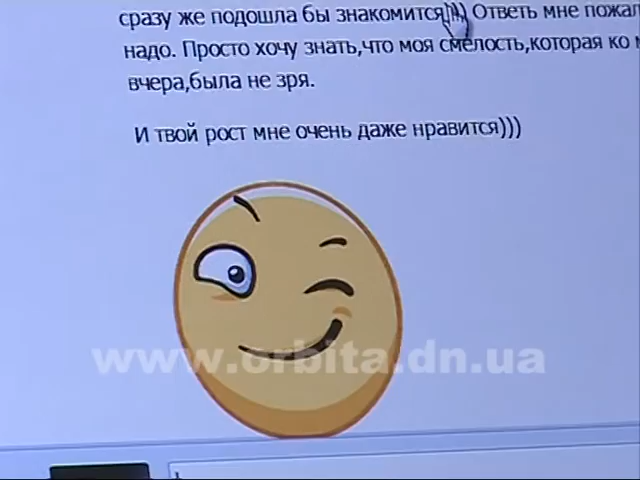 сразу же подошла бы знакомится)))) Ответь мне
надо. Просто хочу знать,что моя смелость,которая ко
вчера,была не зря.
И твой рост мне очень даже нравится)))
www.orbita.dn.ua